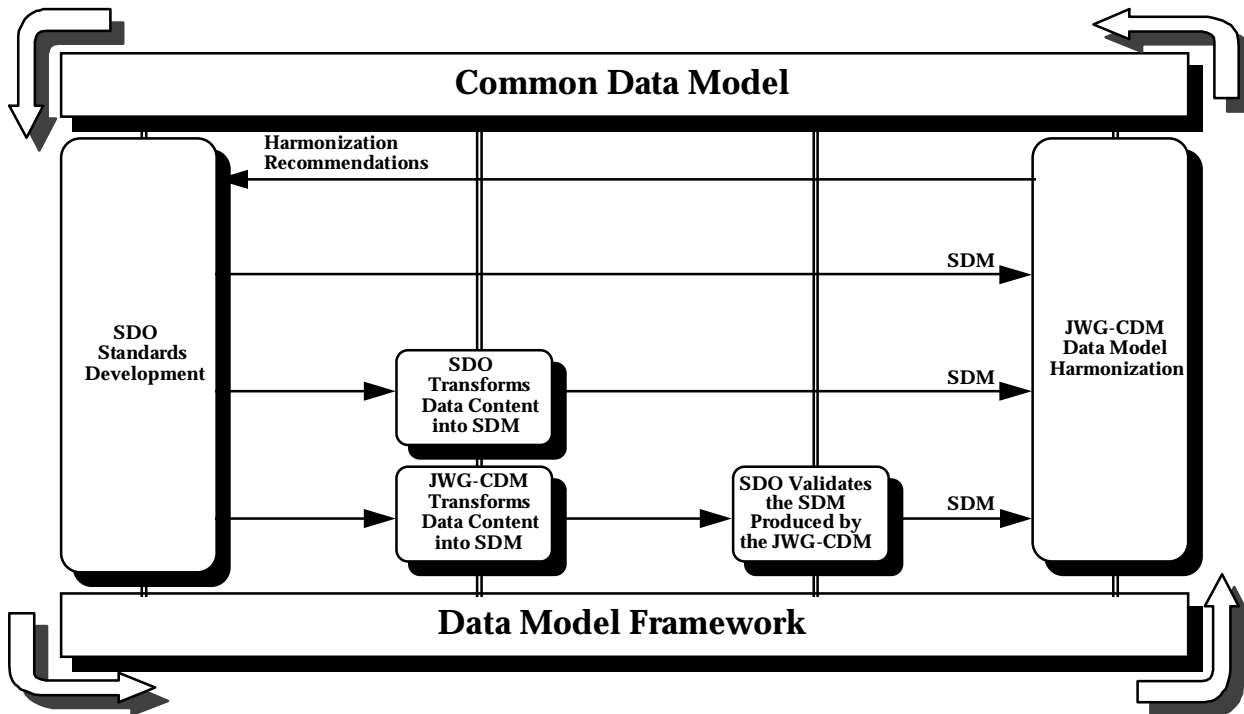 Common Data Model
Harmonization
Recommendations
SDM
SDO
Standards
Development
JWG-CDM
Data Model
Harmonization
SDO
Transforms
Data Content
into SDM
SDM
JWG-CDM
Transforms
Data Content
into SDM
SDO Validates
the SDM
Produced by
the JWG-CDM
SDM
Data Model Framework